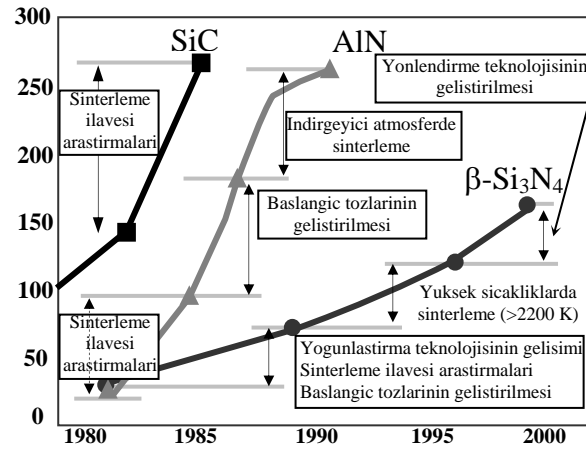 300
250
200
150
100
50
0
SiC
AlN
β-Si₃N₄
Yonlendirme teknolojisinin
gelistirilmesi
Sinterleme
ilavesi
arastirmalari
Indirgeyici atmosferde
sinterleme
Baslangic tozlarinin
gelistirilmesi
Sinterleme
ilavesi
arastirmalari
Yuksek sicakliklarda
sinterleme (>2200 K)
Yogunlastirma teknolojisinin gelisimi
Sinterleme ilavesi arastirmalari
Baslangic tozlarinin gelistirilmesi
1980
1985
1990
1995
2000